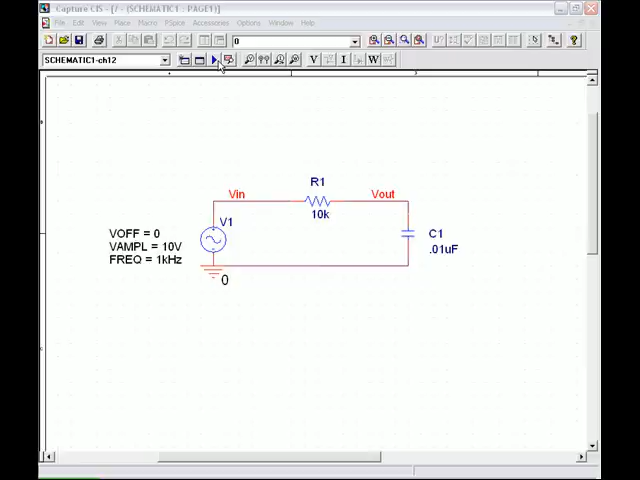 Capture CIS - [/ - (SCHEMATIC1 : PAGE1)]
File Edit View Place Macro PSpice Accessories Options Window Help
0
SCHEMATIC1-ch12
V I W
R1
Vin Vout
10k
V1
VOFF = 0
VAMPL = 10V
FREQ = 1kHz
C1
.01uF
0